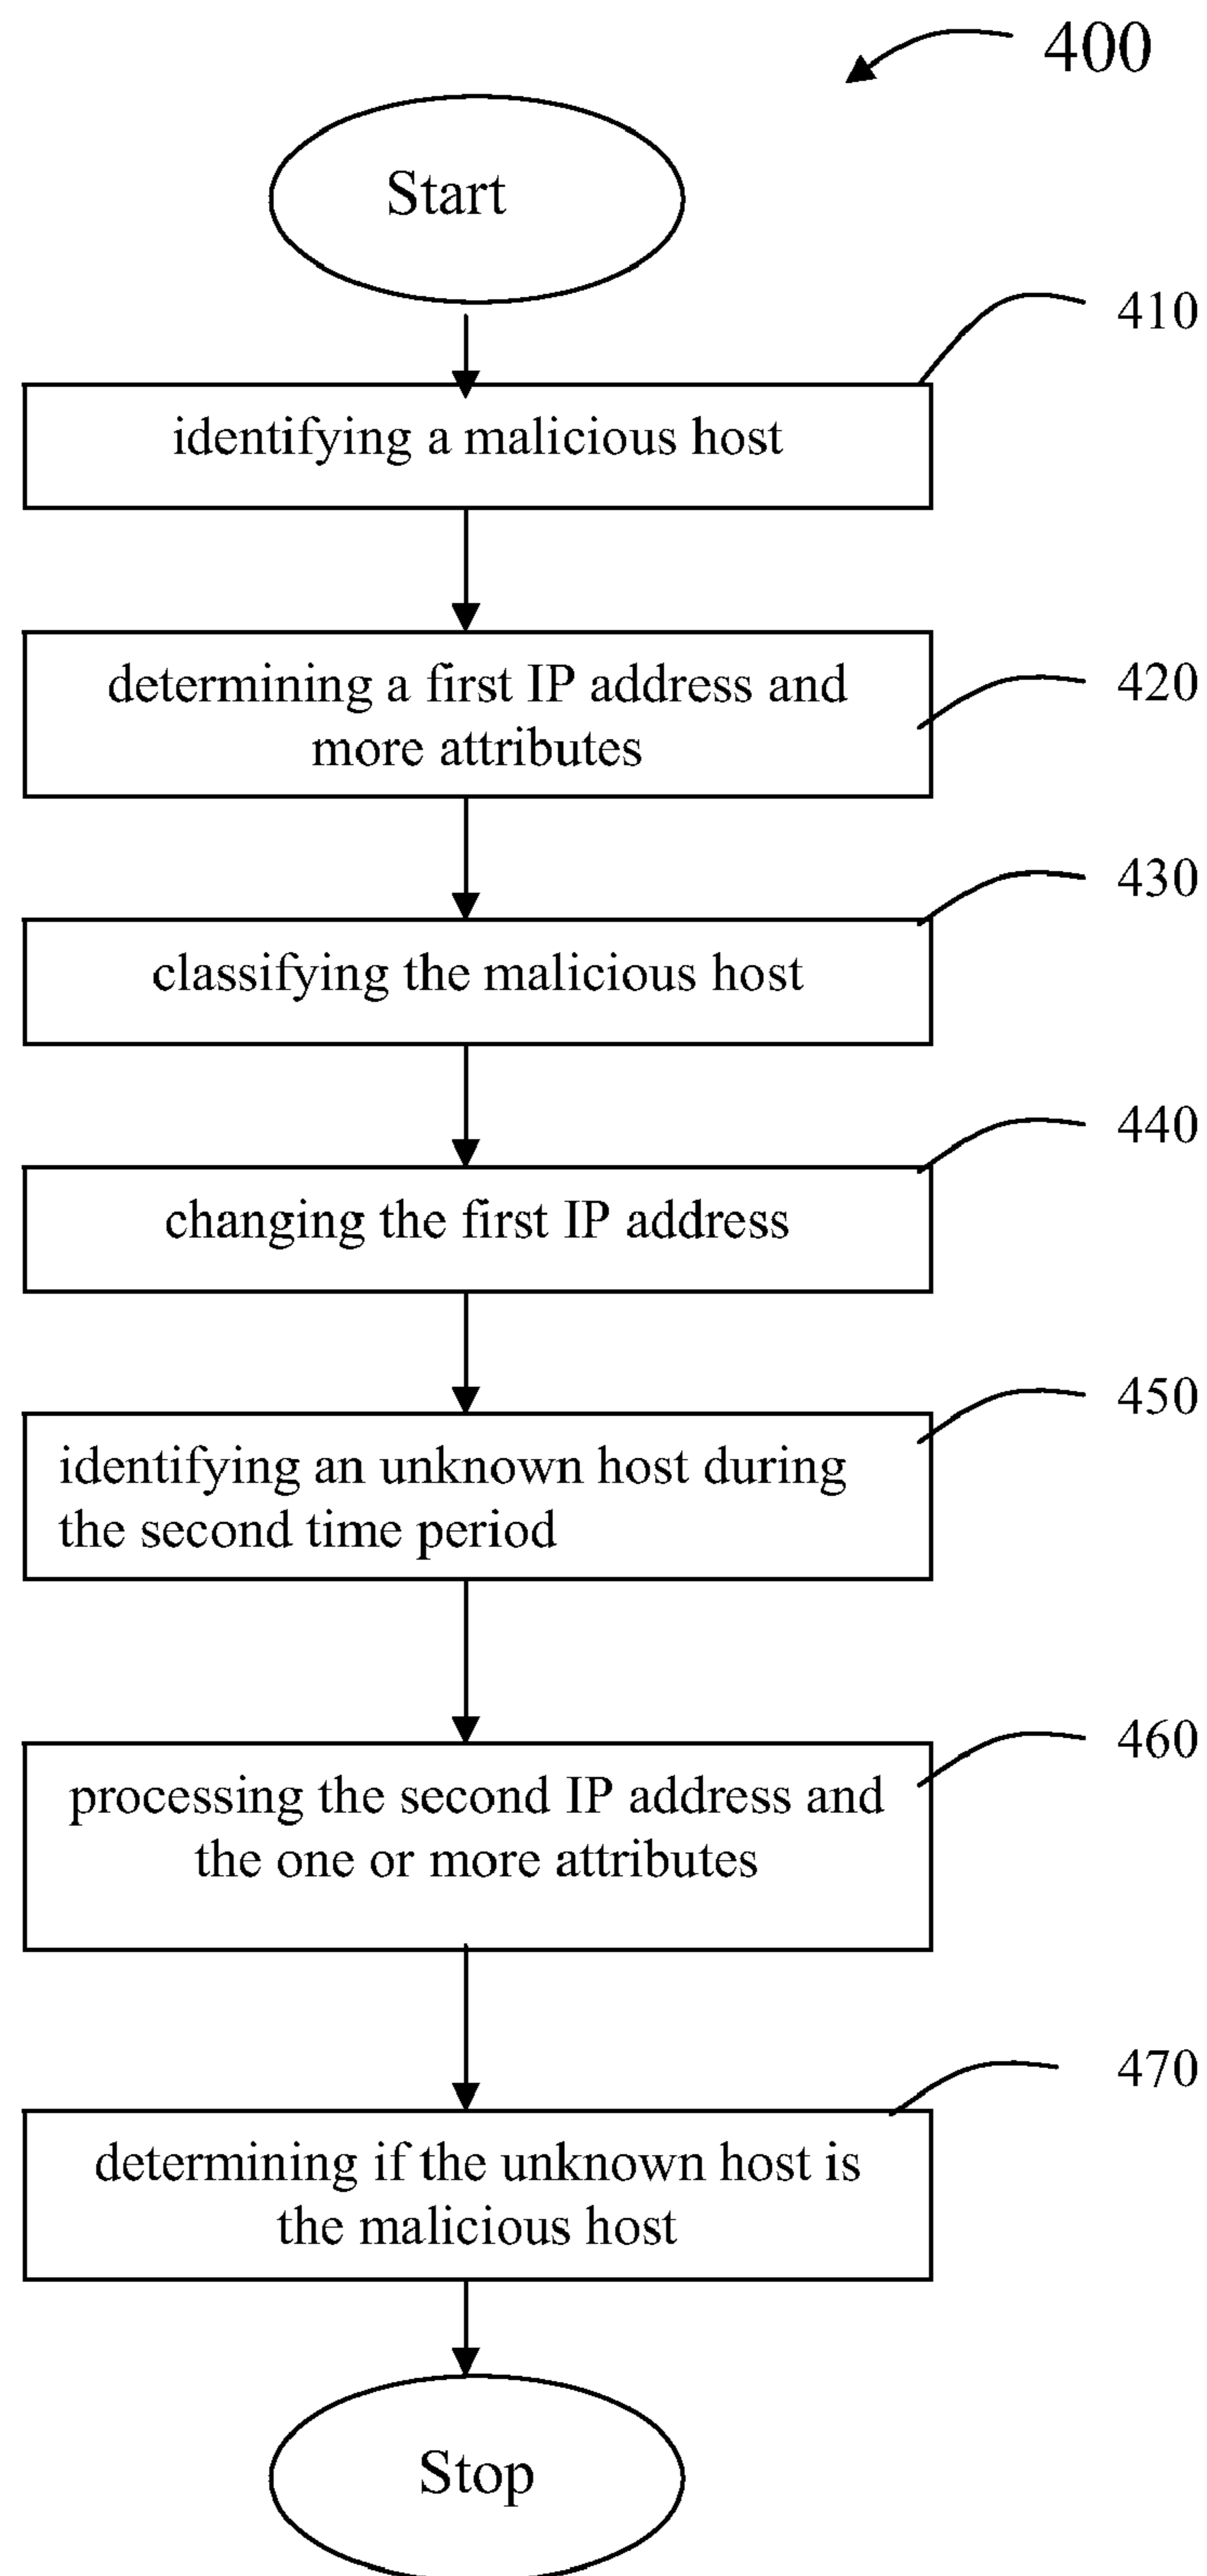 400
Start
410
identifying a malicious host
420
determining a first IP address and
more attributes
430
classifying the malicious host
440
changing the first IP address
450
identifying an unknown host during
the second time period
460
processing the second IP address and
the one or more attributes
470
determining if the unknown host is
the malicious host
Stop